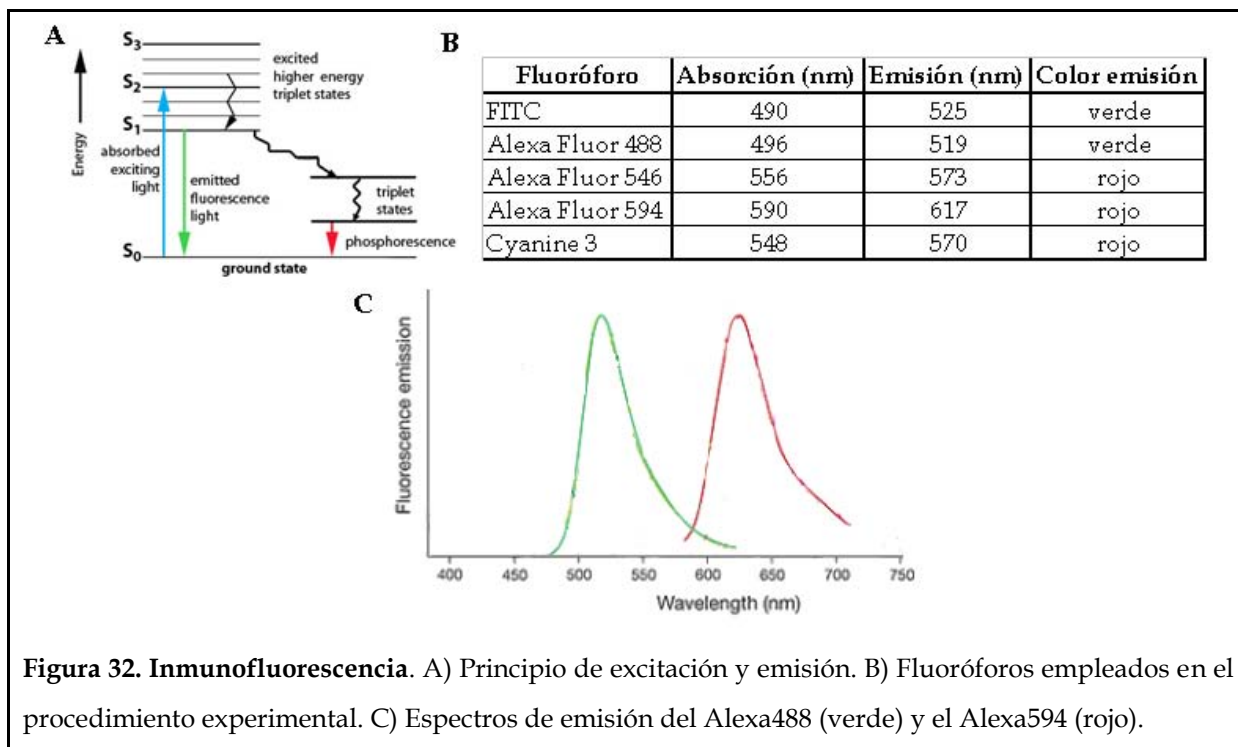 A
S3
S2
S1
S0
Energy
excited
higher energy
triplet states
absorbed
exciting
light
emitted
fluorescence
light
triplet
states
phosphorescence
ground state
B
Fluoróforo Absorción (nm) Emisión (nm) Color emisión
FITC 490 525 verde
Alexa Fluor 488 496 519 verde
Alexa Fluor 546 556 573 rojo
Alexa Fluor 594 590 617 rojo
Cyanine 3 548 570 rojo
C
Fluorescence emission
400 450 500 550 600 650 700 750
Wavelength (nm)
Figura 32. Inmunofluorescencia. A) Principio de excitación y emisión. B) Fluoróforos empleados en el
procedimiento experimental. C) Espectros de emisión del Alexa488 (verde) y el Alexa594 (rojo).